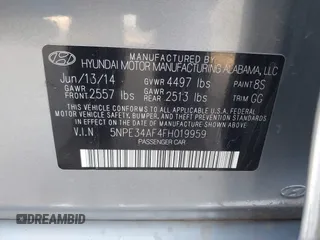 MANUFACTURED BY
HYUNDAI MOTOR MANUFACTURING ALABAMA, LLC
Jun/13/14 GVWR 4497 lbs PAINT 8S
GAWR FRONT 2557 lbs GAWR REAR 2513 lbs TRIM GG
THIS VEHICLE CONFORMS TO ALL APPLICABLE FEDERAL
MOTOR VEHICLE SAFETY, BUMPER, AND THEFT PREVENTION
STANDARDS IN EFFECT ON THE DATE OF MANUFACTURE
SHOWN ABOVE.
V.I.N 5NPE34AF4FH019959
PASSENGER CAR
DREAMBID